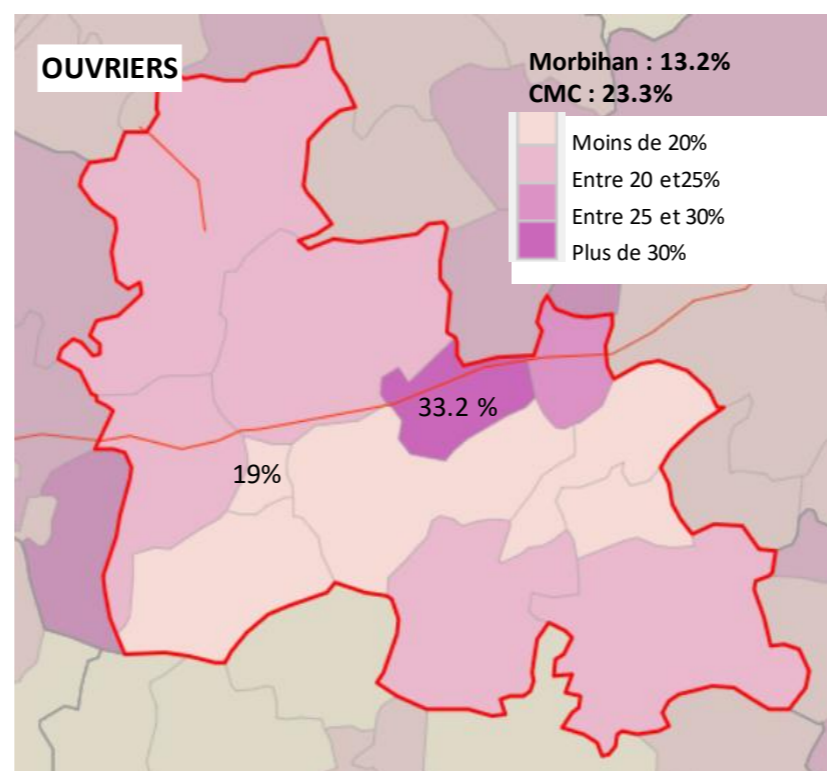 OUVRIERS
Morbihan : 13.2%
CMC : 23.3%
Moins de 20%
Entre 20 et25%
Entre 25 et 30%
Plus de 30%
33.2 %
19%